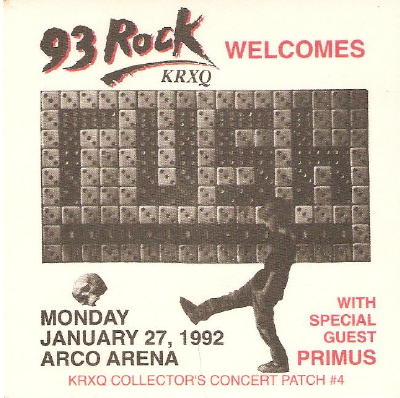 93 ROCK
KRXQ
WELCOMES
RUSH
MONDAY
JANUARY 27, 1992
ARCO ARENA
WITH
SPECIAL
GUEST
PRIMUS
KRXQ COLLECTOR'S CONCERT PATCH #4